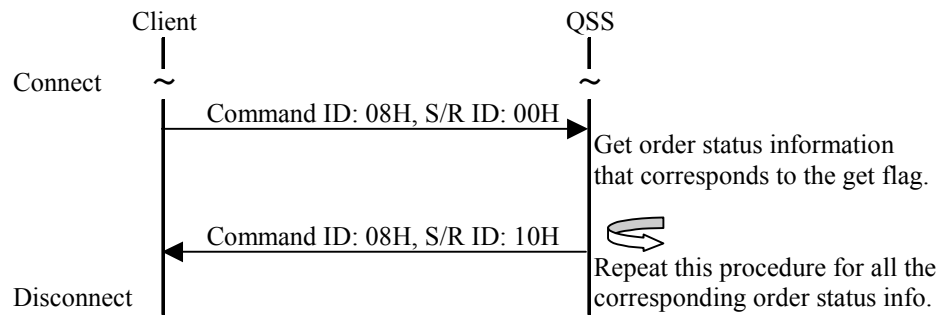 Client QSS
Connect ~ ~
Command ID: 08H, S/R ID: 00H
Get order status information
that corresponds to the get flag.
Command ID: 08H, S/R ID: 10H
Repeat this procedure for all the
Disconnect corresponding order status info.